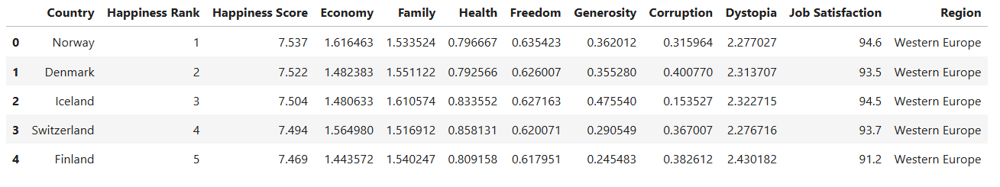 Country Happiness Rank Happiness Score Economy Family Health Freedom Generosity Corruption Dystopia Job Satisfaction Region
0 Norway 1 7.537 1.616463 1.533524 0.796667 0.635423 0.362012 0.315964 2.277027 94.6 Western Europe
1 Denmark 2 7.522 1.482383 1.551122 0.792566 0.626007 0.355280 0.400770 2.313707 93.5 Western Europe
2 Iceland 3 7.504 1.480633 1.610574 0.833552 0.627163 0.475540 0.153527 2.322715 94.5 Western Europe
3 Switzerland 4 7.494 1.564980 1.516912 0.858131 0.620071 0.290549 0.367007 2.276716 93.7 Western Europe
4 Finland 5 7.469 1.443572 1.540247 0.809158 0.617951 0.245483 0.382612 2.430182 91.2 Western Europe